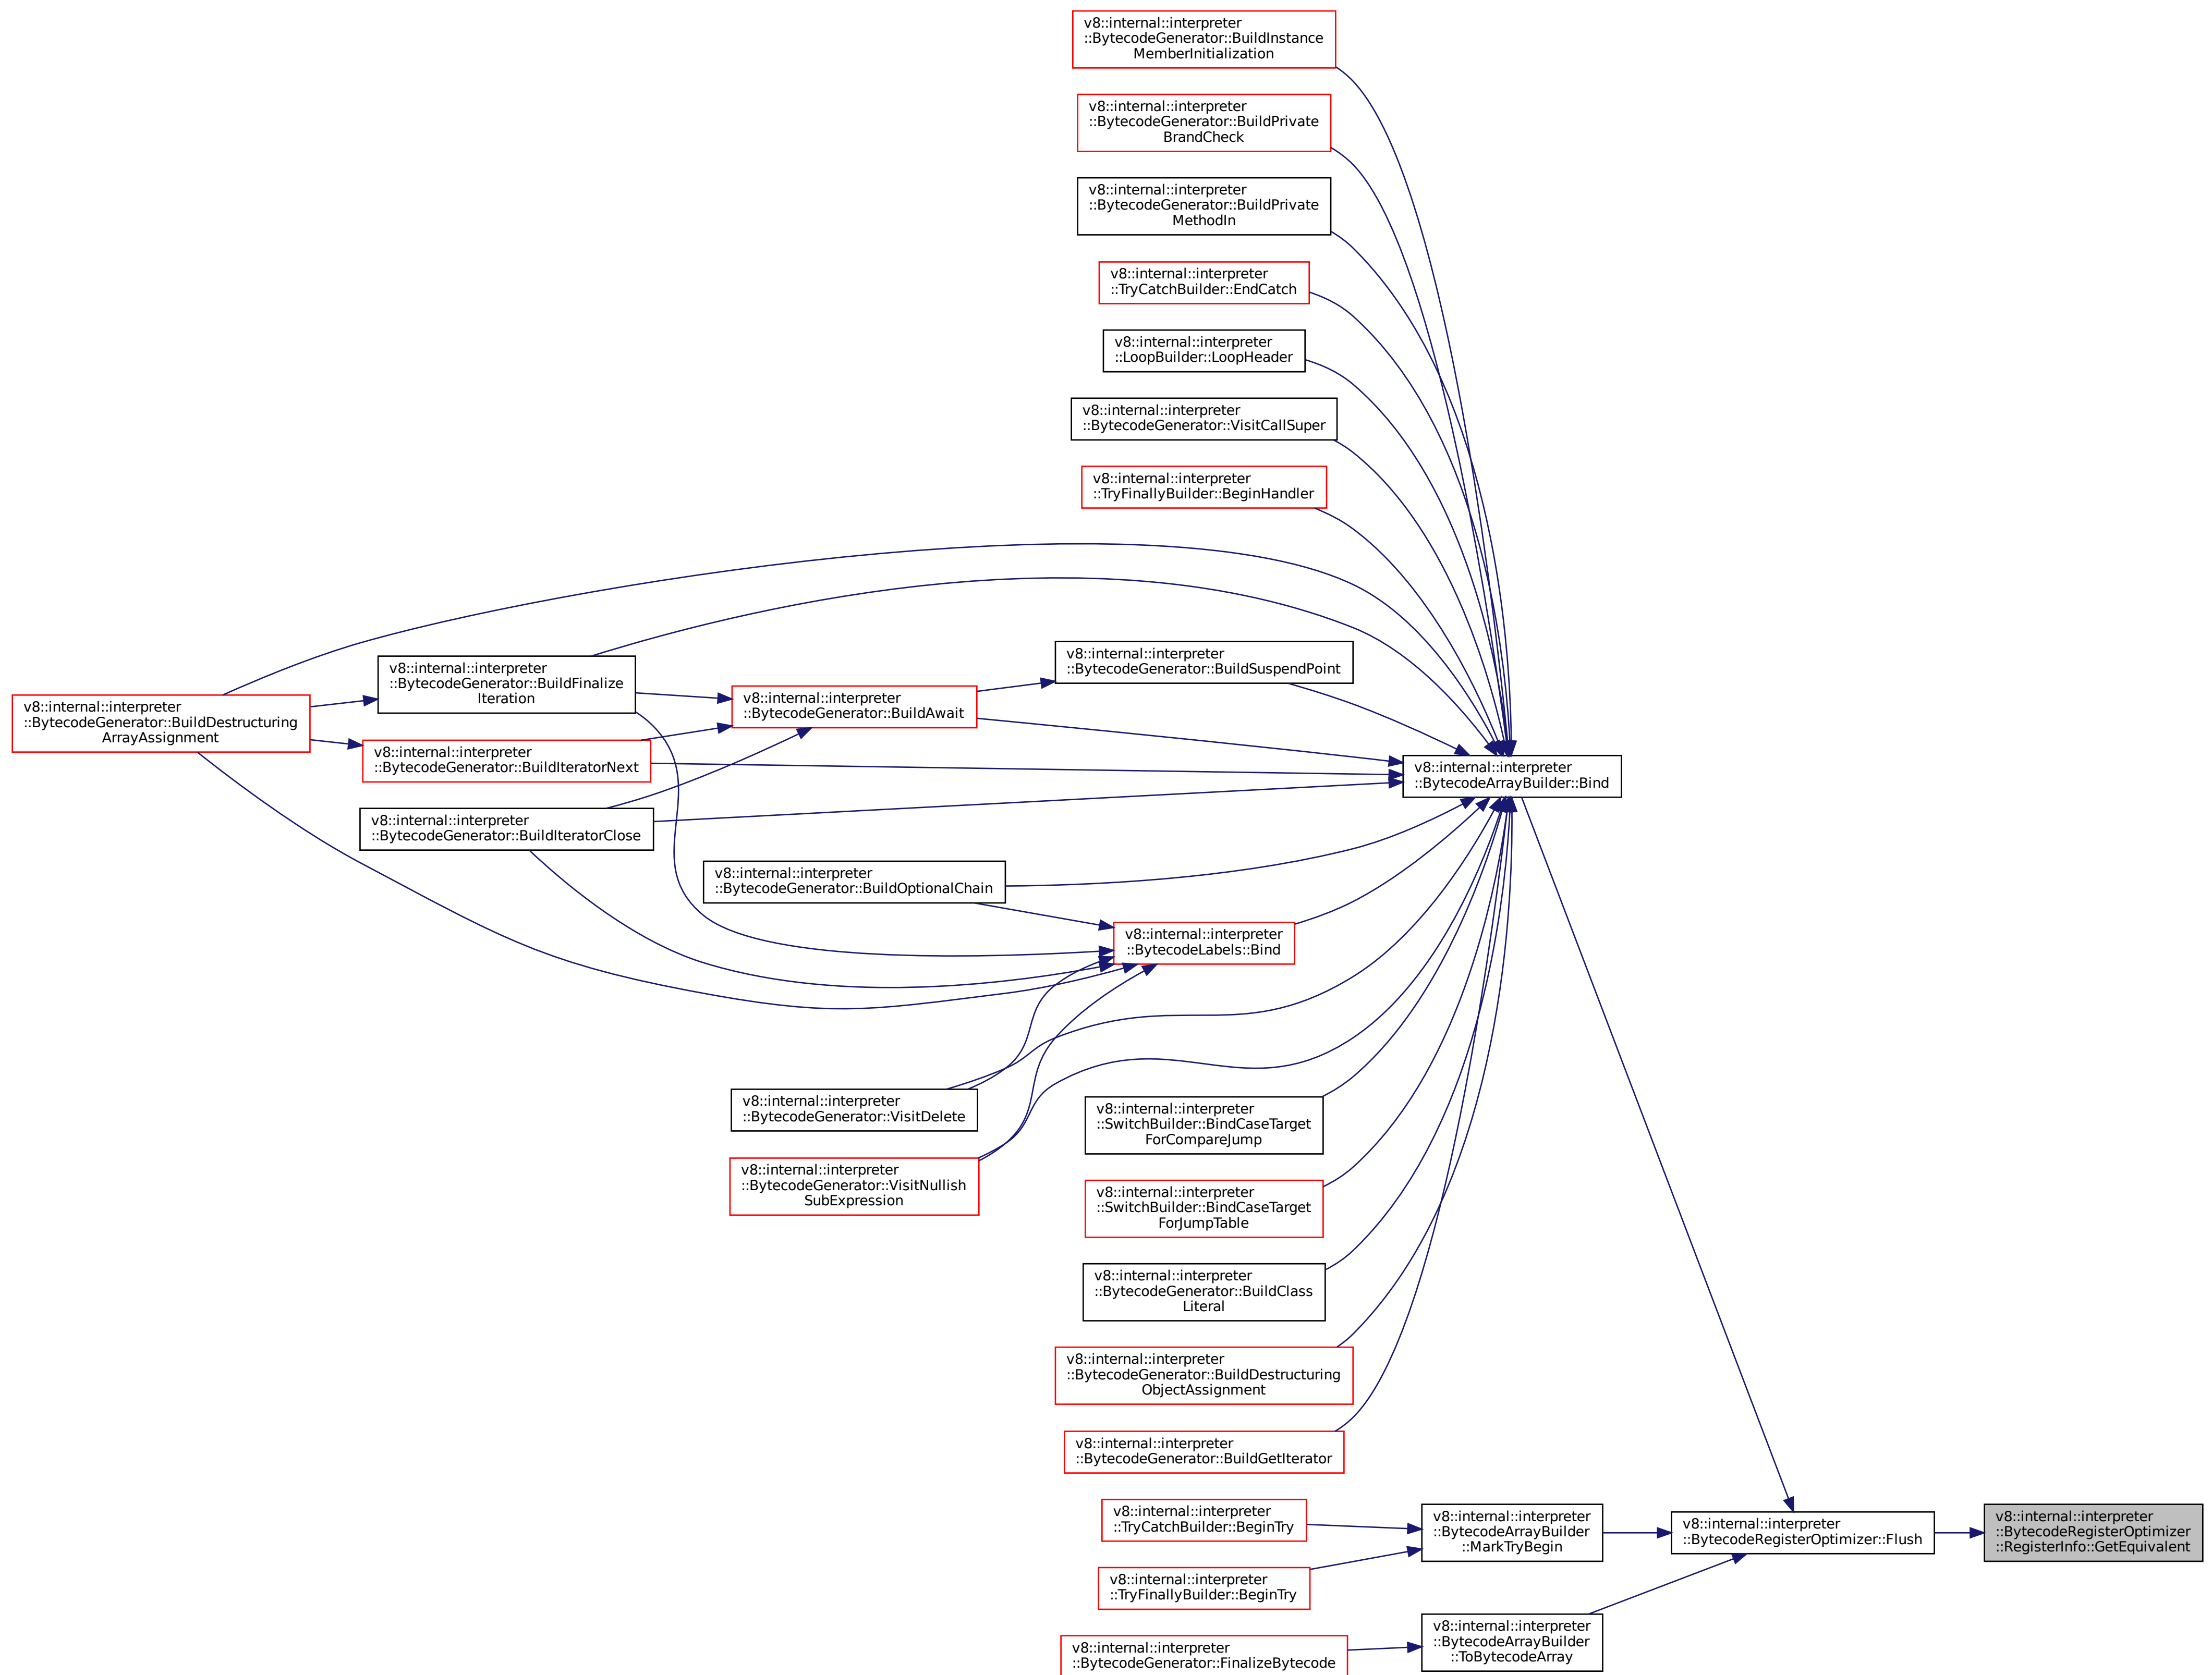 v8::internal::interpreter
::BytecodeGenerator::BuildInstance
MemberInitialization
v8::internal::interpreter
::BytecodeGenerator::BuildPrivate
BrandCheck
v8::internal::interpreter
::BytecodeGenerator::BuildPrivate
MethodIn
v8::internal::interpreter
::TryCatchBuilder::EndCatch
v8::internal::interpreter
::LoopBuilder::LoopHeader
v8::internal::interpreter
::BytecodeGenerator::VisitCallSuper
v8::internal::interpreter
::TryFinallyBuilder::BeginHandler
v8::internal::interpreter
::BytecodeGenerator::BuildSuspendPoint
v8::internal::interpreter
::BytecodeGenerator::BuildFinalize
Iteration
v8::internal::interpreter
::BytecodeGenerator::BuildAwait
v8::internal::interpreter
::BytecodeGenerator::BuildDestructuring
ArrayAssignment
v8::internal::interpreter
::BytecodeGenerator::BuildIteratorNext
v8::internal::interpreter
::BytecodeArrayBuilder::Bind
v8::internal::interpreter
::BytecodeGenerator::BuildIteratorClose
v8::internal::interpreter
::BytecodeGenerator::BuildOptionalChain
v8::internal::interpreter
::BytecodeLabels::Bind
v8::internal::interpreter
::BytecodeGenerator::VisitDelete
v8::internal::interpreter
::SwitchBuilder::BindCaseTarget
ForCompareJump
v8::internal::interpreter
::BytecodeGenerator::VisitNullish
SubExpression
v8::internal::interpreter
::SwitchBuilder::BindCaseTarget
ForJumpTable
v8::internal::interpreter
::BytecodeGenerator::BuildClass
Literal
v8::internal::interpreter
::BytecodeGenerator::BuildDestructuring
ObjectAssignment
v8::internal::interpreter
::BytecodeGenerator::BuildGetIterator
v8::internal::interpreter
::TryCatchBuilder::BeginTry
v8::internal::interpreter
::BytecodeArrayBuilder
::MarkTryBegin
v8::internal::interpreter
::BytecodeRegisterOptimizer::Flush
v8::internal::interpreter
::BytecodeRegisterOptimizer
::RegisterInfo::GetEquivalent
v8::internal::interpreter
::TryFinallyBuilder::BeginTry
v8::internal::interpreter
::BytecodeArrayBuilder
::ToBytecodeArray
v8::internal::interpreter
::BytecodeGenerator::FinalizeBytecode